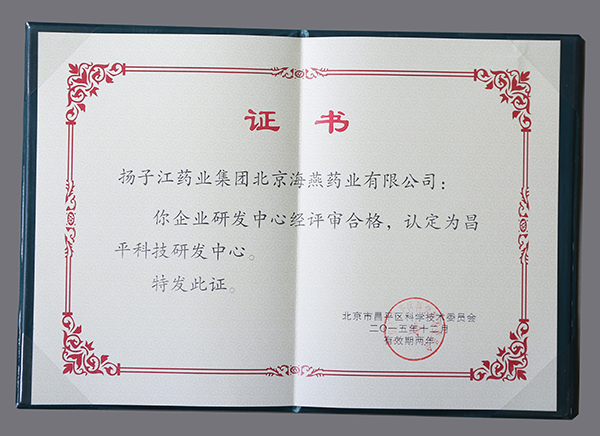 证书
扬子江药业集团北京海燕药业有限公司：
你企业研发中心经评审合格，认定为昌
平科技研发中心。
特发此证。
北京市昌平区科学技术委员会
二〇一五年十二月
有效期两年